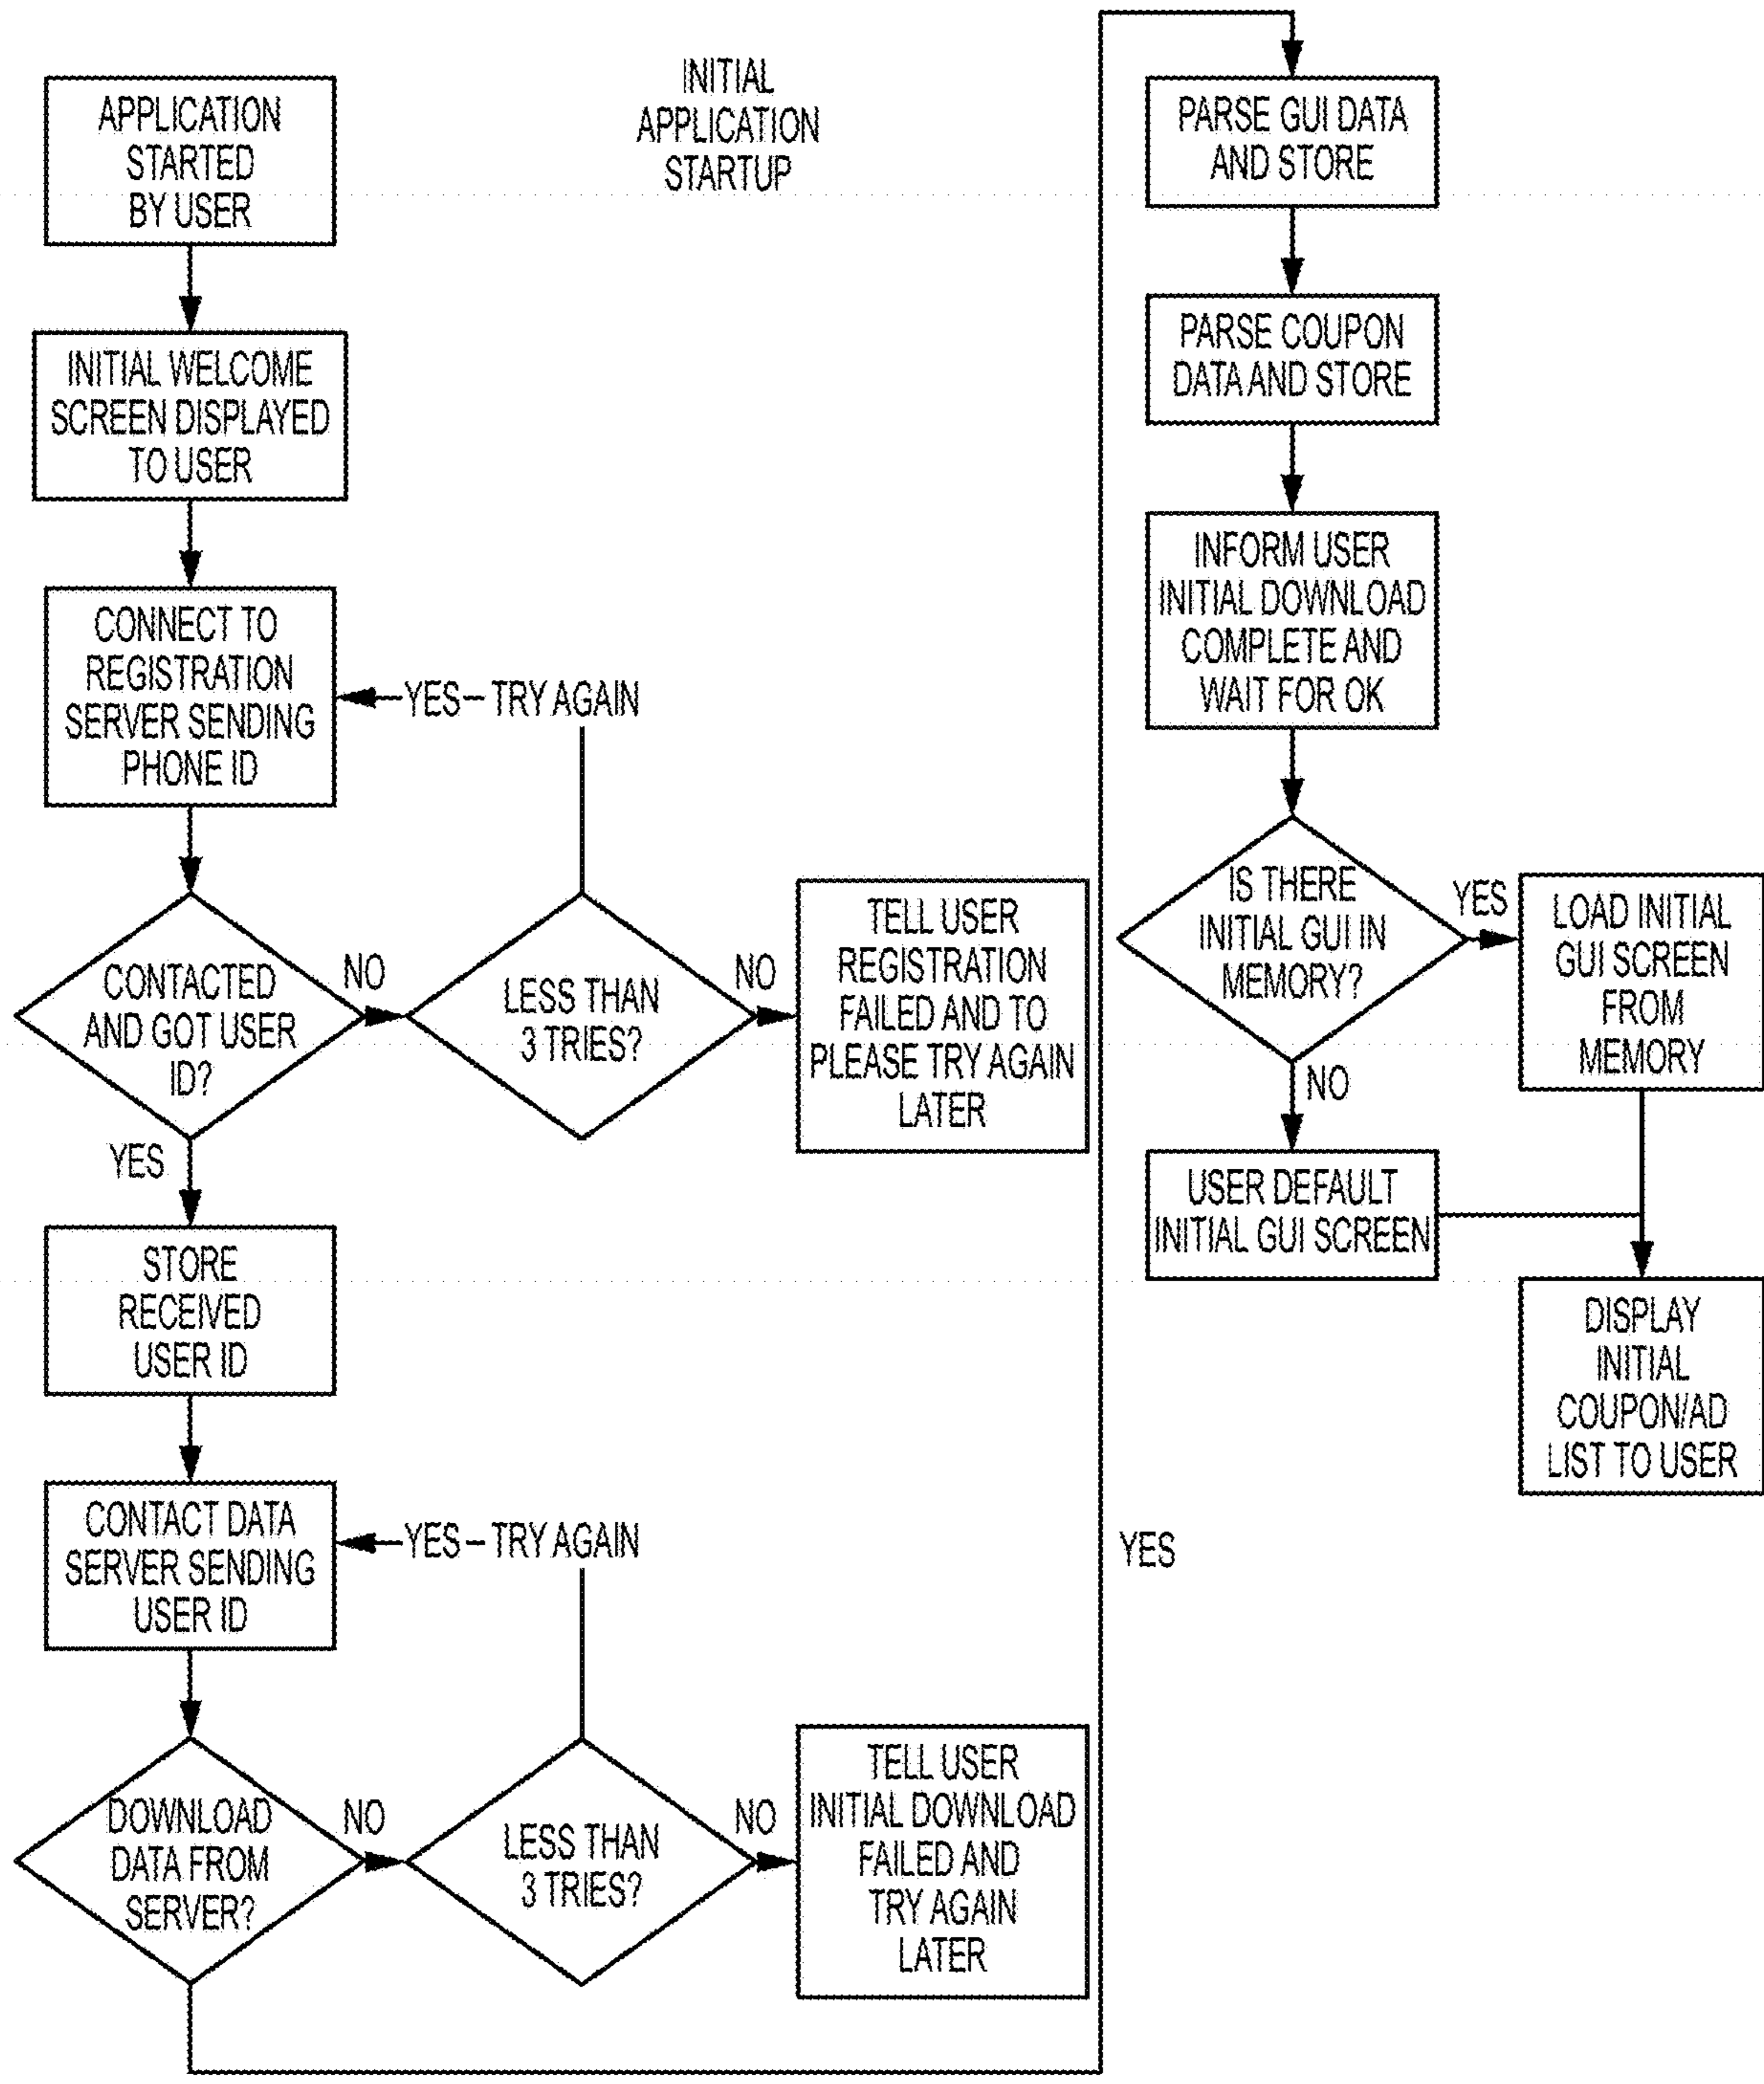 INITIAL
APPLICATION
STARTUP
APPLICATION
STARTED
BY USER
INITIAL WELCOME
SCREEN DISPLAYED
TO USER
CONNECT TO
REGISTRATION
SERVER SENDING
PHONE ID
YES- TRY AGAIN
CONTACTED
AND GOT USER
ID?
NO
LESS THAN
3 TRIES?
NO
TELL USER
REGISTRATION
FAILED AND TO
PLEASE TRY AGAIN
LATER
YES
STORE
RECEIVED
USER ID
CONTACT DATA
SERVER SENDING
USER ID
YES- TRY AGAIN
DOWNLOAD
DATA FROM
SERVER?
NO
LESS THAN
3 TRIES?
NO
TELL USER
INITIAL DOWNLOAD
FAILED AND
TRY AGAIN
LATER
YES
PARSE GUI DATA
AND STORE
PARSE COUPON
DATA AND STORE
INFORM USER
INITIAL DOWNLOAD
COMPLETE AND
WAIT FOR OK
IS THERE
INITIAL GUI IN
MEMORY?
YES
LOAD INITIAL
GUI SCREEN
FROM
MEMORY
NO
USER DEFAULT
INITIAL GUI SCREEN
DISPLAY
INITIAL
COUPON/AD
LIST TO USER